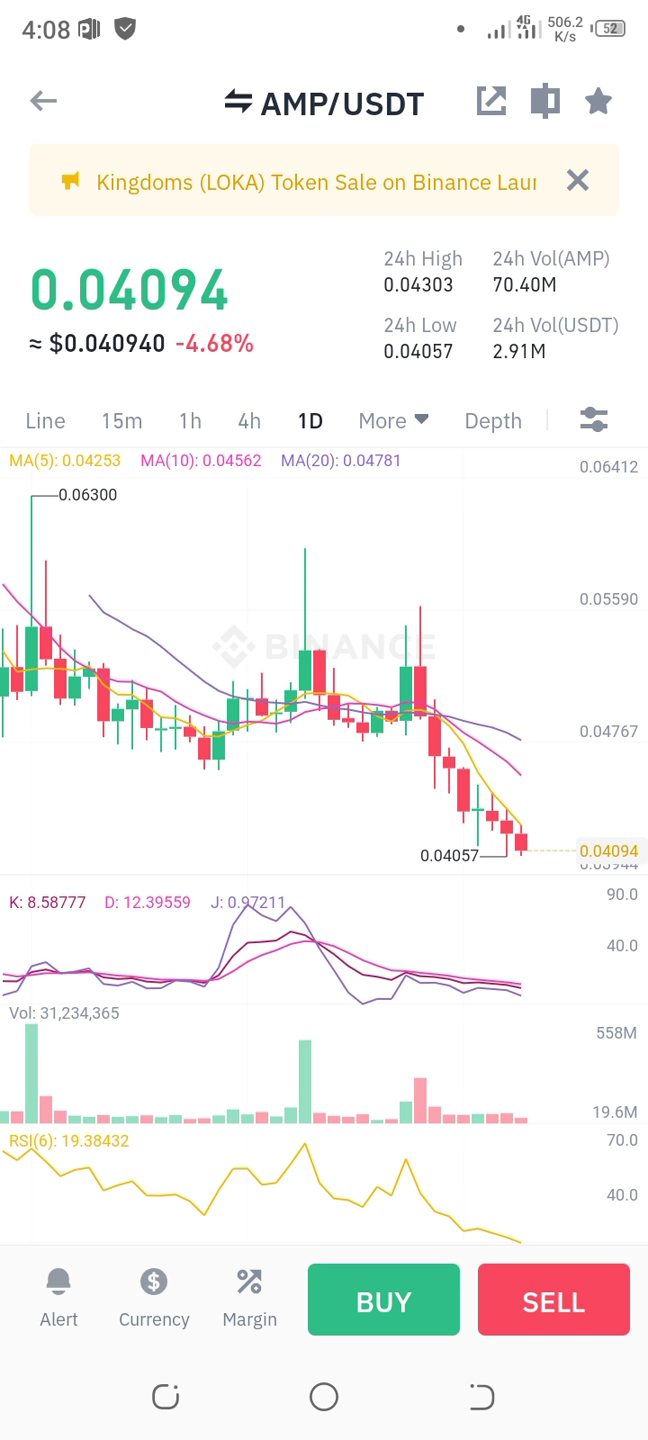 4:08
4G
506.2
K/s
52
AMP/USDT
Kingdoms (LOKA) Token Sale on Binance Laun
0.04094
≈ $0.040940 -4.68%
24h High
0.04303
24h Vol(AMP)
70.40M
24h Low
0.04057
24h Vol(USDT)
2.91M
Line 15m 1h 4h 1D More Depth
MA(5): 0.04253 MA(10): 0.04562 MA(20): 0.04781
0.06412
0.06300
0.05590
BINANCE
0.04767
0.04057
0.04094
0.03944
K: 8.58777 D: 12.39559 J: 0.97211
90.0
40.0
Vol: 31,234,365
558M
19.6M
RSI(6): 19.38432
70.0
40.0
Alert Currency Margin
BUY
SELL